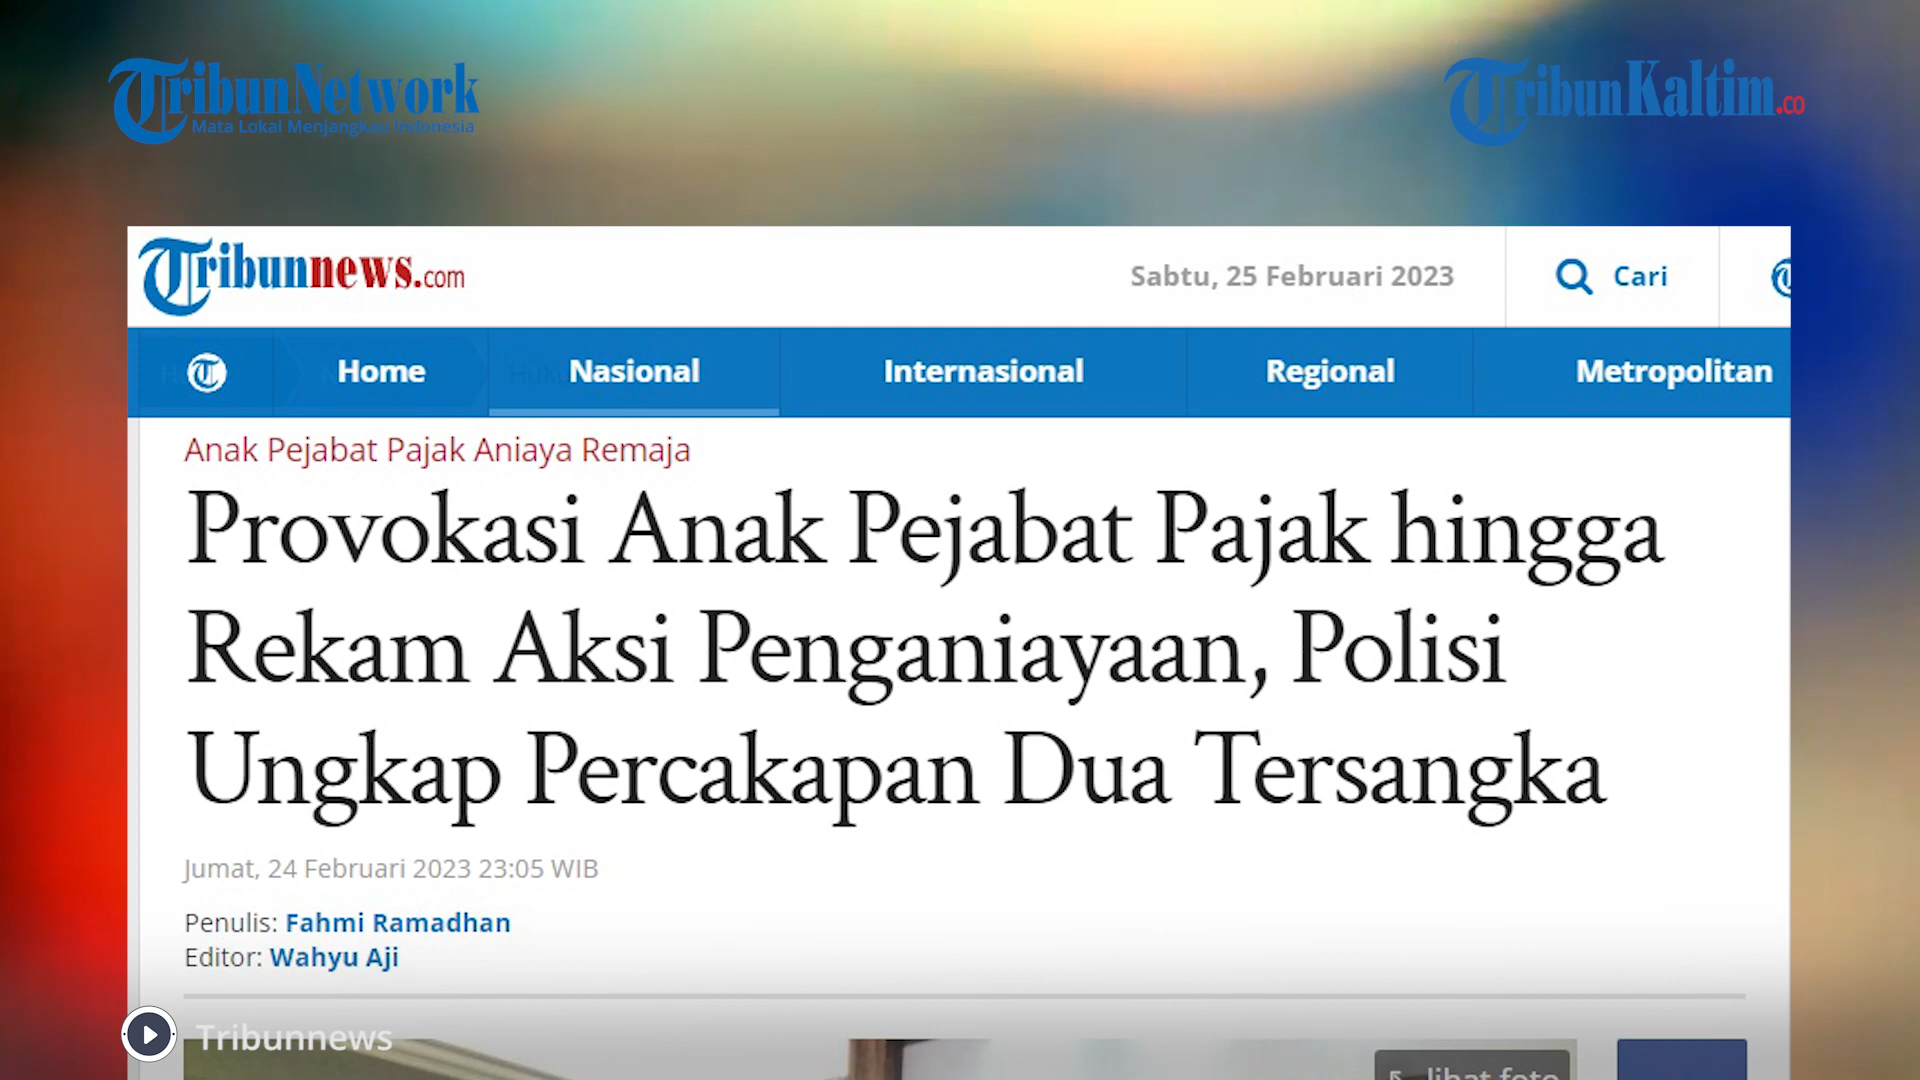 TribunNetwork
Mata Lokal Menjangkau Indonesia
TribunKaltim.co
Tribunnews.com
Sabtu, 25 Februari 2023
Cari
Home
Nasional
Internasional
Regional
Metropolitan
Anak Pejabat Pajak Aniaya Remaja
Provokasi Anak Pejabat Pajak hingga
Rekam Aksi Penganiayaan, Polisi
Ungkap Percakapan Dua Tersangka
Jumat, 24 Februari 2023 23:05 WIB
Penulis: Fahmi Ramadhan
Editor: Wahyu Aji
Tribunnews
lihat foto